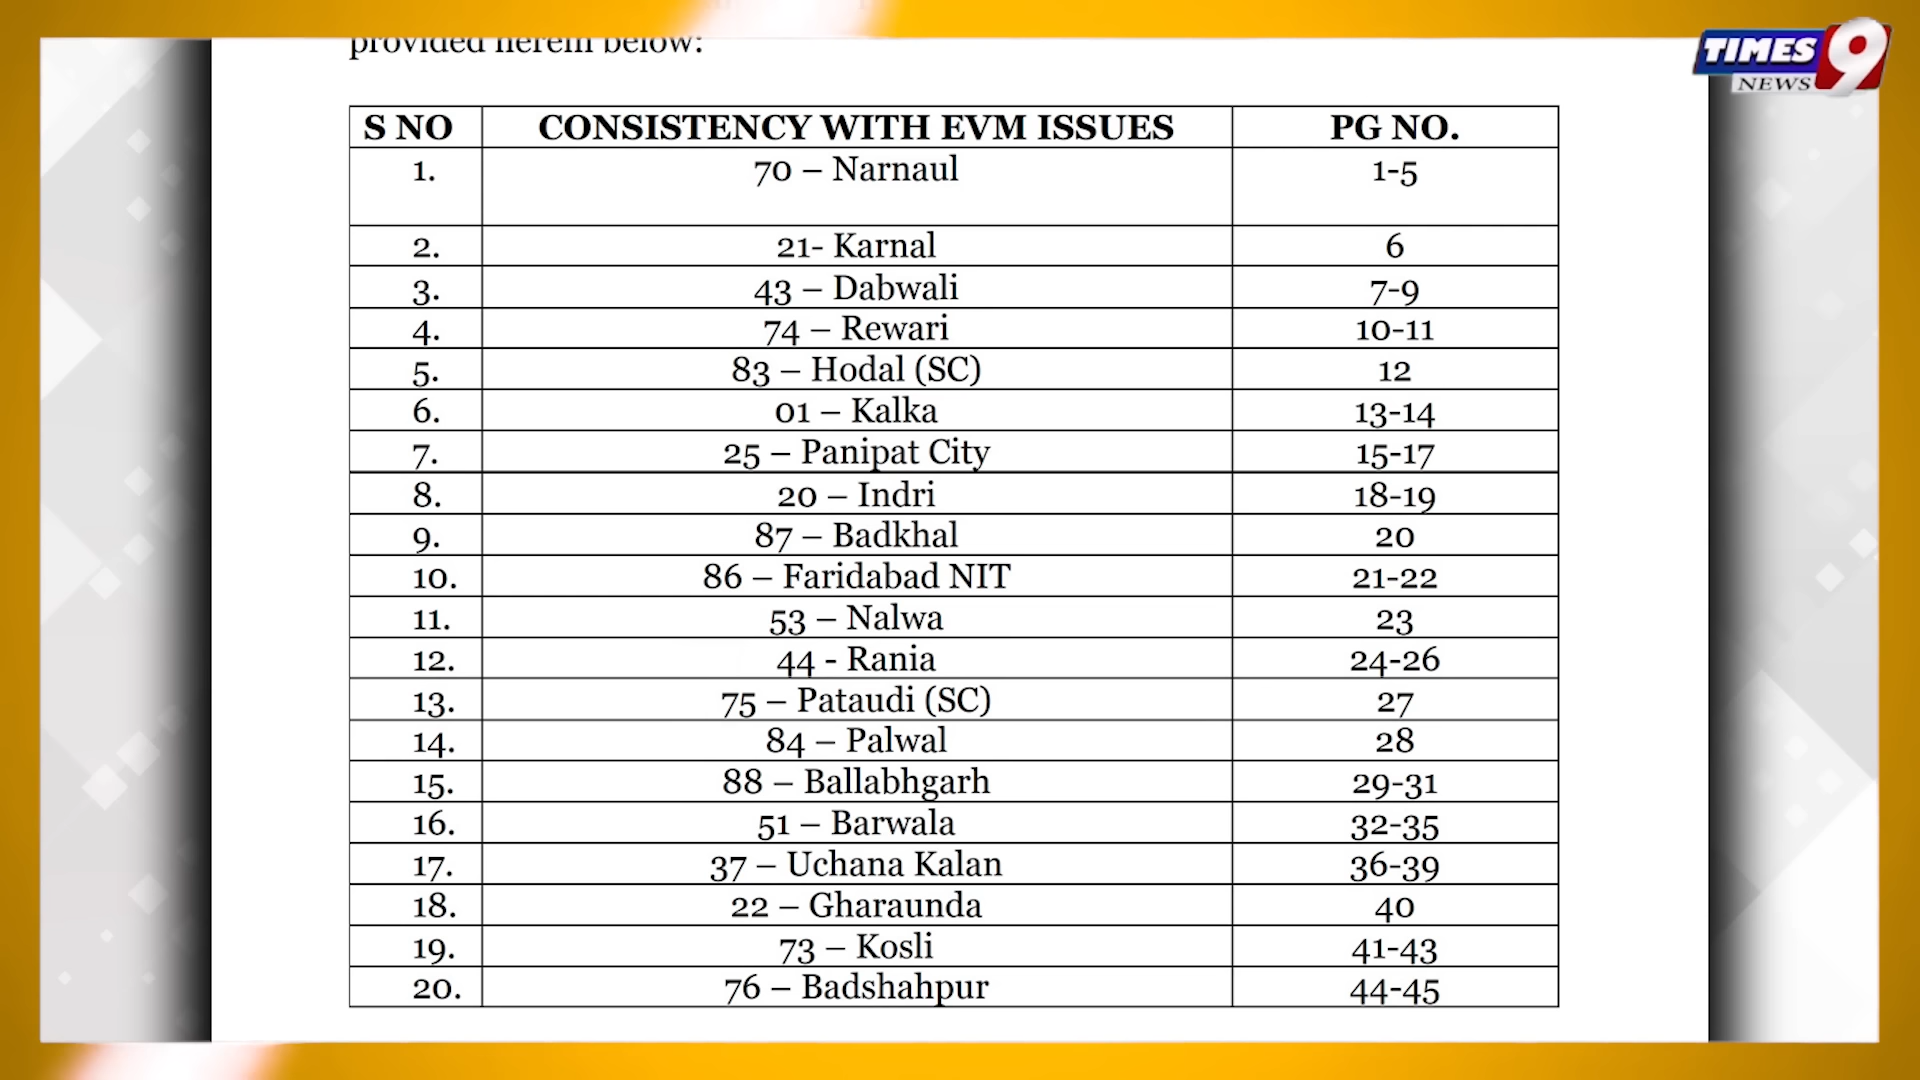 provided herein below:
TIMES 9
NEWS
S NO CONSISTENCY WITH EVM ISSUES PG NO.
1. 70 – Narnaul 1-5
2. 21- Karnal 6
3. 43 – Dabwali 7-9
4. 74 – Rewari 10-11
5. 83 – Hodal (SC) 12
6. 01 – Kalka 13-14
7. 25 – Panipat City 15-17
8. 20 – Indri 18-19
9. 87 – Badkhal 20
10. 86 – Faridabad NIT 21-22
11. 53 – Nalwa 23
12. 44 - Rania 24-26
13. 75 – Pataudi (SC) 27
14. 84 – Palwal 28
15. 88 – Ballabhgarh 29-31
16. 51 – Barwala 32-35
17. 37 – Uchana Kalan 36-39
18. 22 – Gharaunda 40
19. 73 – Kosli 41-43
20. 76 – Badshahpur 44-45